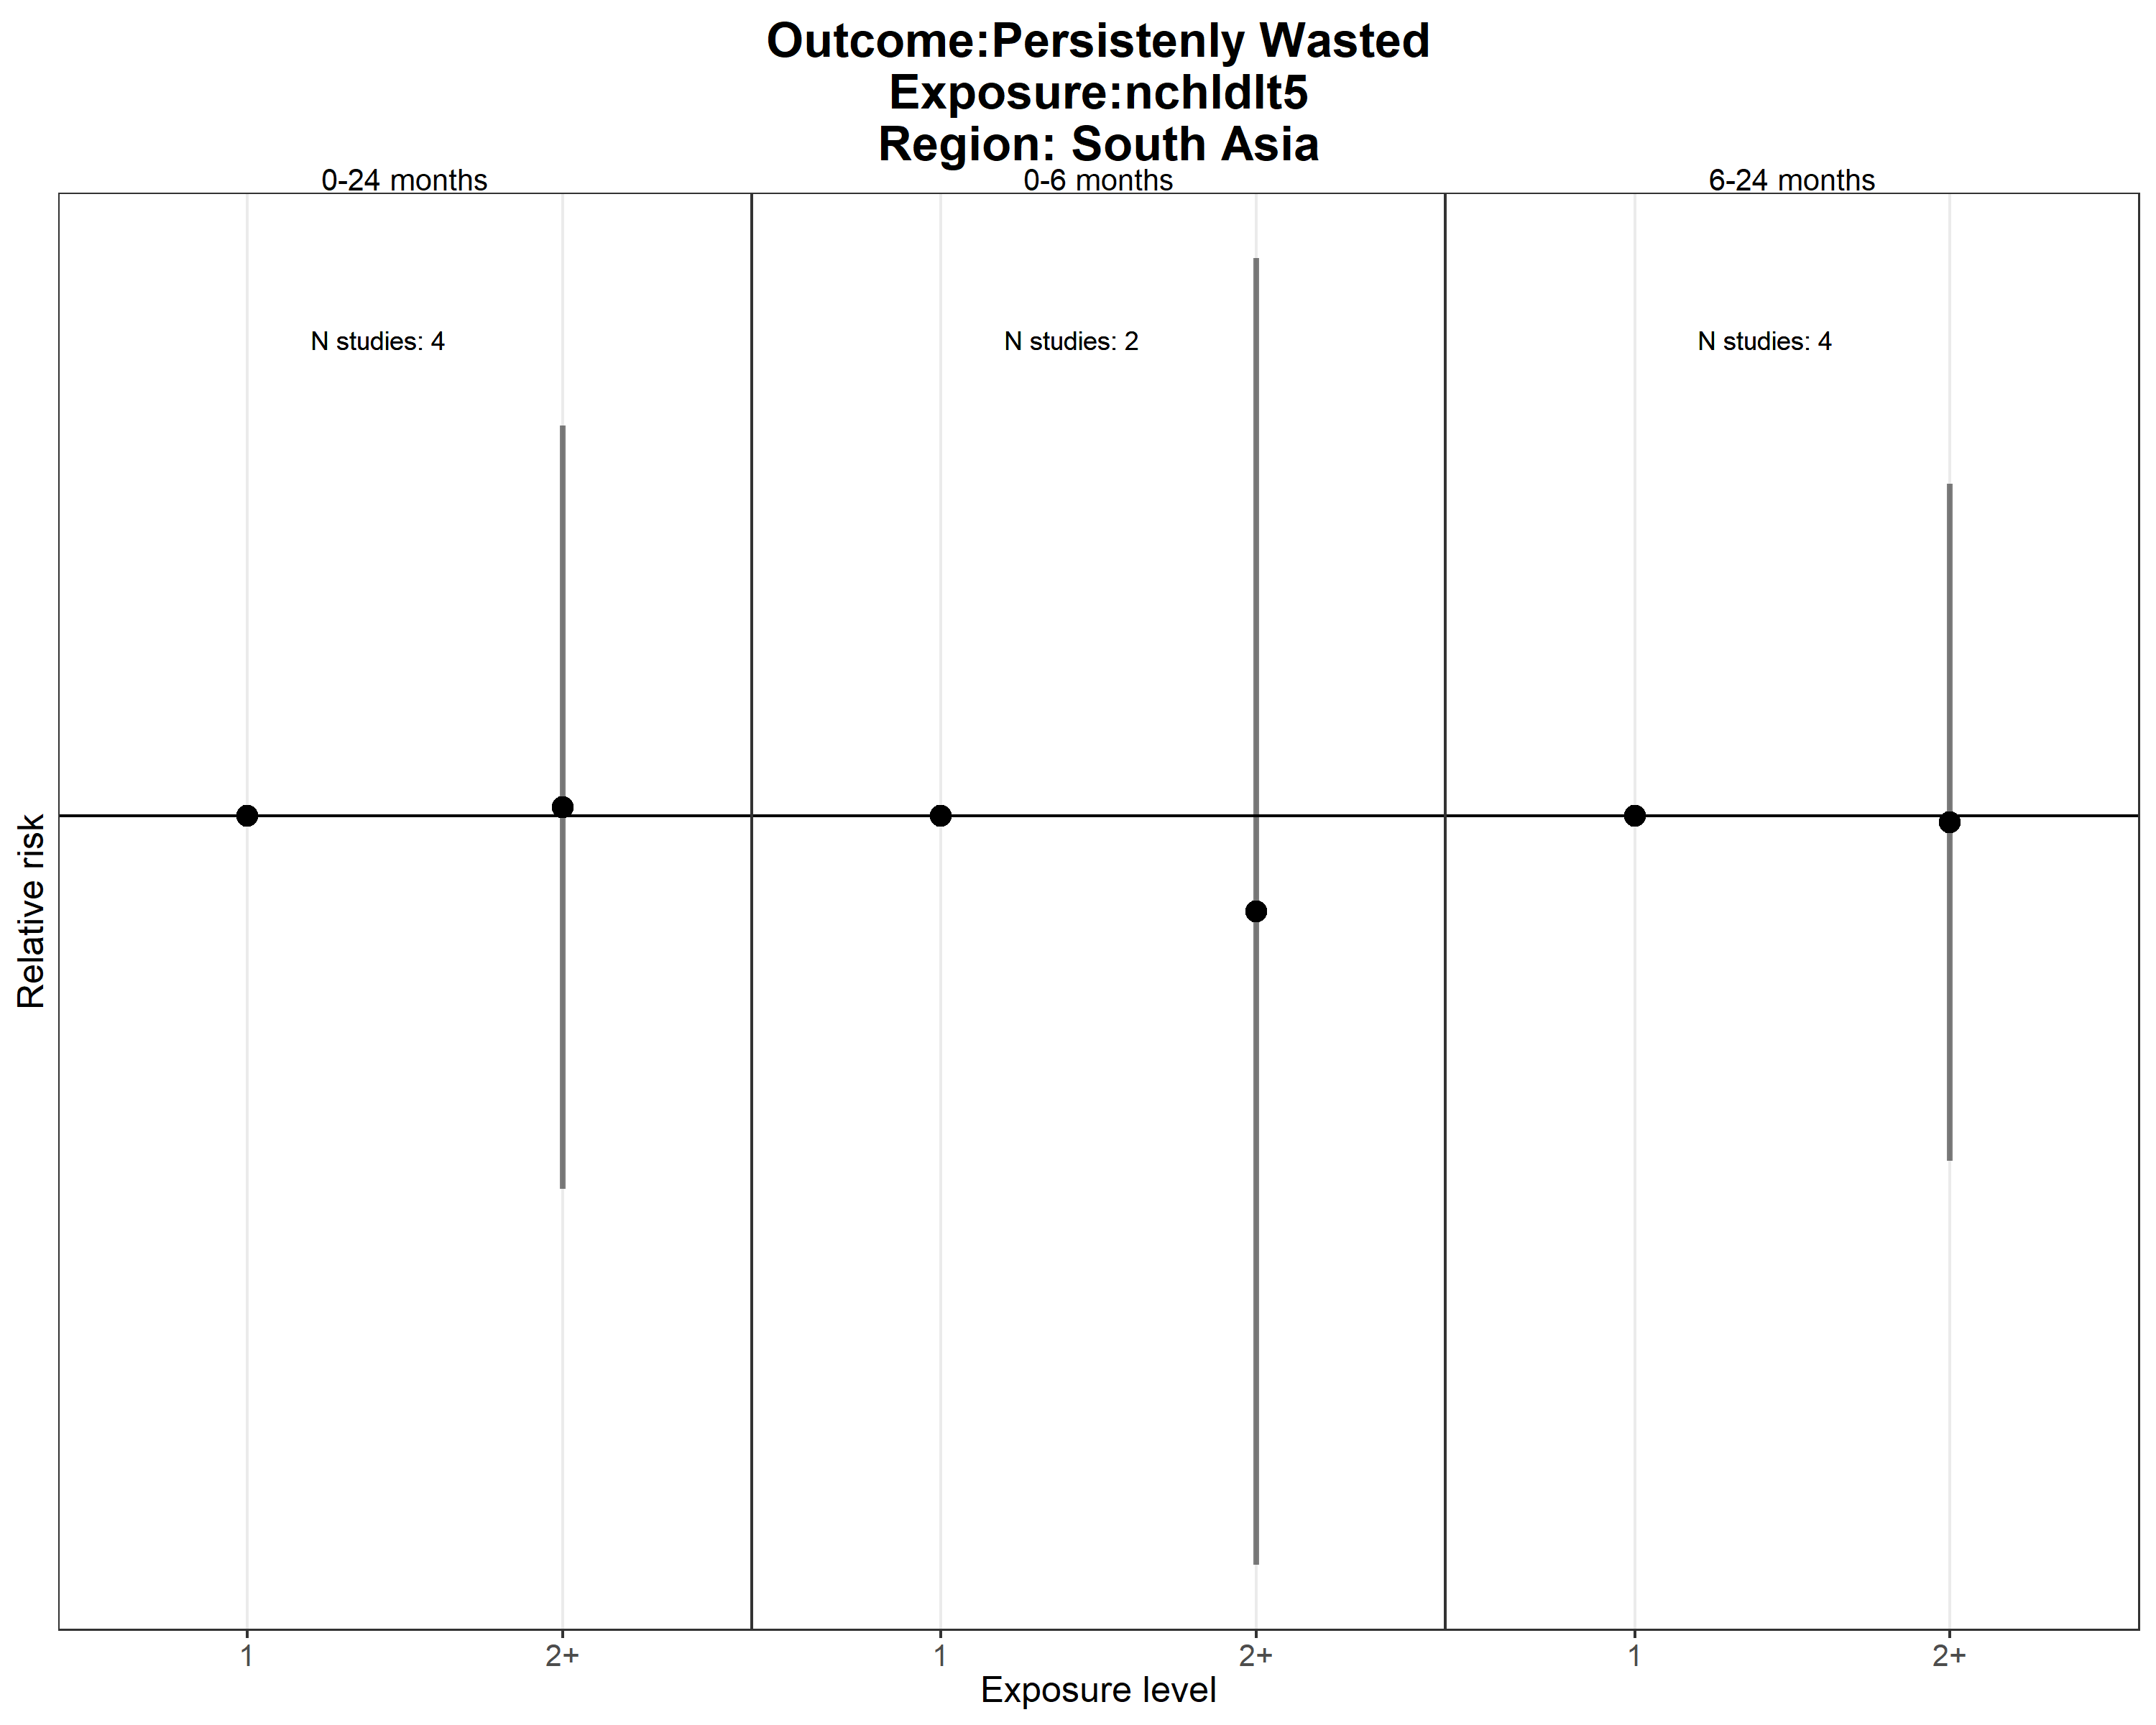 Outcome:Persistenly Wasted
Exposure:nchldlt5
Region: South Asia
0-24 months
0-6 months
6-24 months
N studies: 4
N studies: 2
N studies: 4
Relative risk
1
2+
1
2+
1
2+
Exposure level